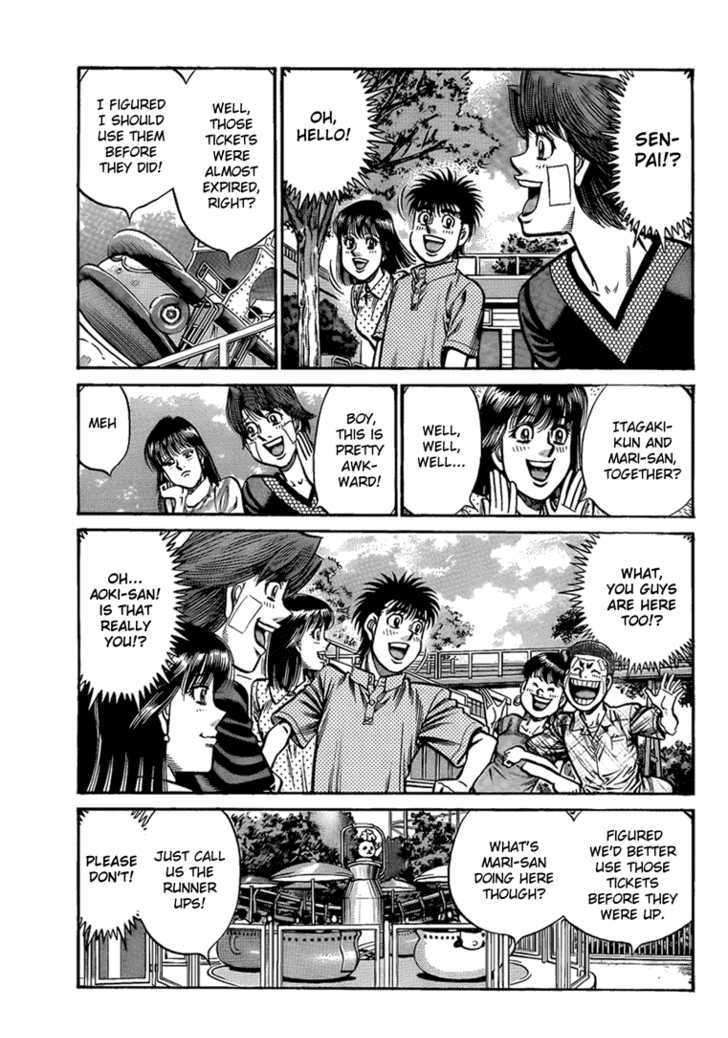 SEN-
PAI!?
OH,
HELLO!
WELL,
THOSE
TICKETS
WERE
ALMOST
EXPIRED,
RIGHT?
I FIGURED
I SHOULD
USE THEM
BEFORE
THEY DID!
ITAGAKI-
KUN AND
MARI-SAN,
TOGETHER?
WELL,
WELL,
WELL...
BOY,
THIS IS
PRETTY
AWK-
WARD!
MEH
WHAT,
YOU GUYS
ARE HERE
TOO!?
OH...
AOKI-SAN!
IS THAT
REALLY
YOU!?
FIGURED
WE'D BETTER
USE THOSE
TICKETS
BEFORE THEY
WERE UP.
WHAT'S
MARI-SAN
DOING HERE
THOUGH?
JUST CALL
US THE
RUNNER
UPS!
PLEASE
DON'T!